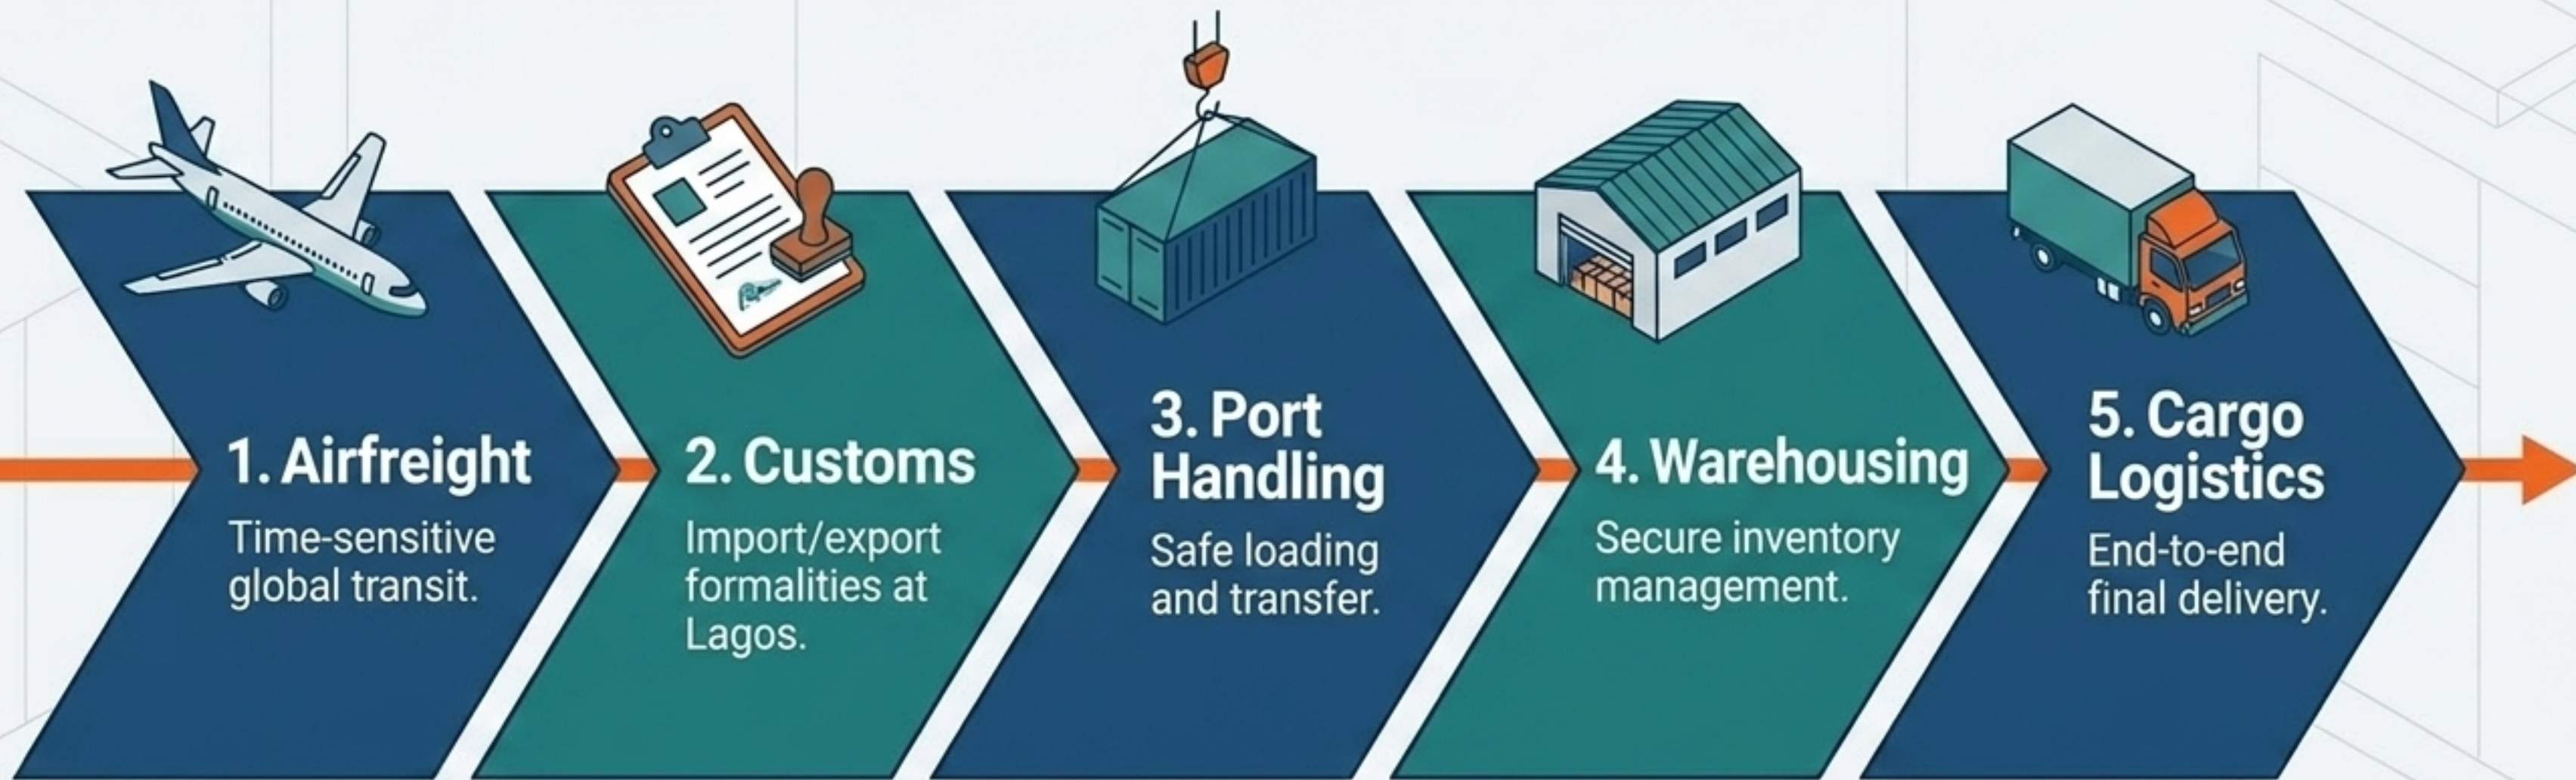 1. Airfreight
Time-sensitive
global transit.
2. Customs
Import/export
formalities at
Lagos.
3. Port
Handling
Safe loading
and transfer.
4. Warehousing
Secure inventory
management.
5. Cargo
Logistics
End-to-end
final delivery.